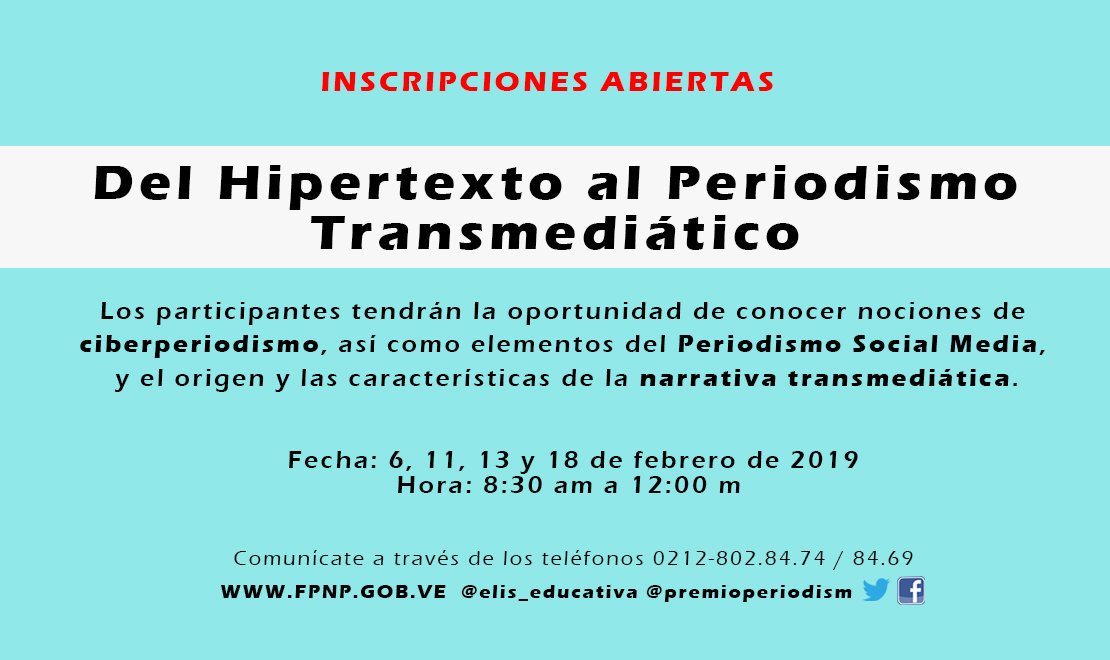 INSCRIPCIONES ABIERTAS
Del Hipertexto al Periodismo
Transmediático
Los participantes tendrán la oportunidad de conocer nociones de
ciberperiodismo, así como elementos del Periodismo Social Media,
y el origen y las características de la narrativa transmediática.
Fecha: 6, 11, 13 y 18 de febrero de 2019
Hora: 8:30 am a 12:00 m
Comunícate a través de los teléfonos 0212-802.84.74 / 84.69
WWW.FPNP.GOB.VE @elis_educativa @premioperiodism